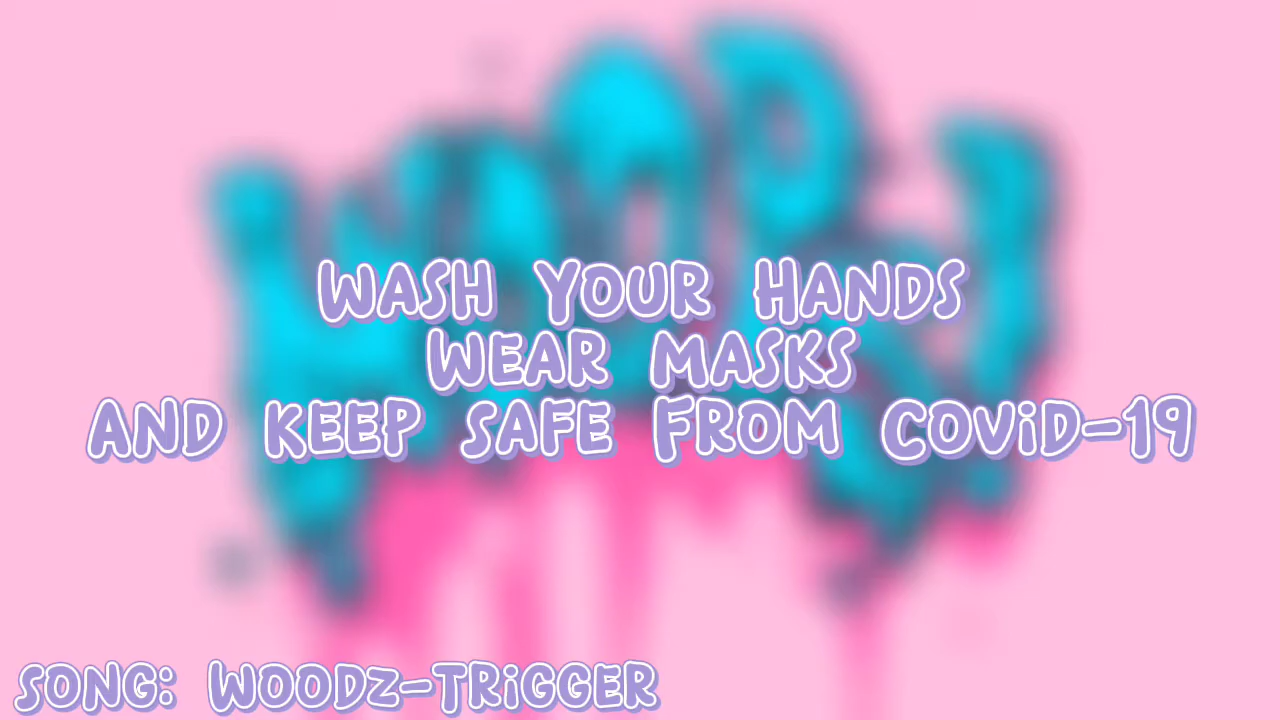 WASH YOUR HANDS
WEAR MASKS
AND KEEP SAFE FROM COViD-19
SONG: WOODZ-TRiGGER